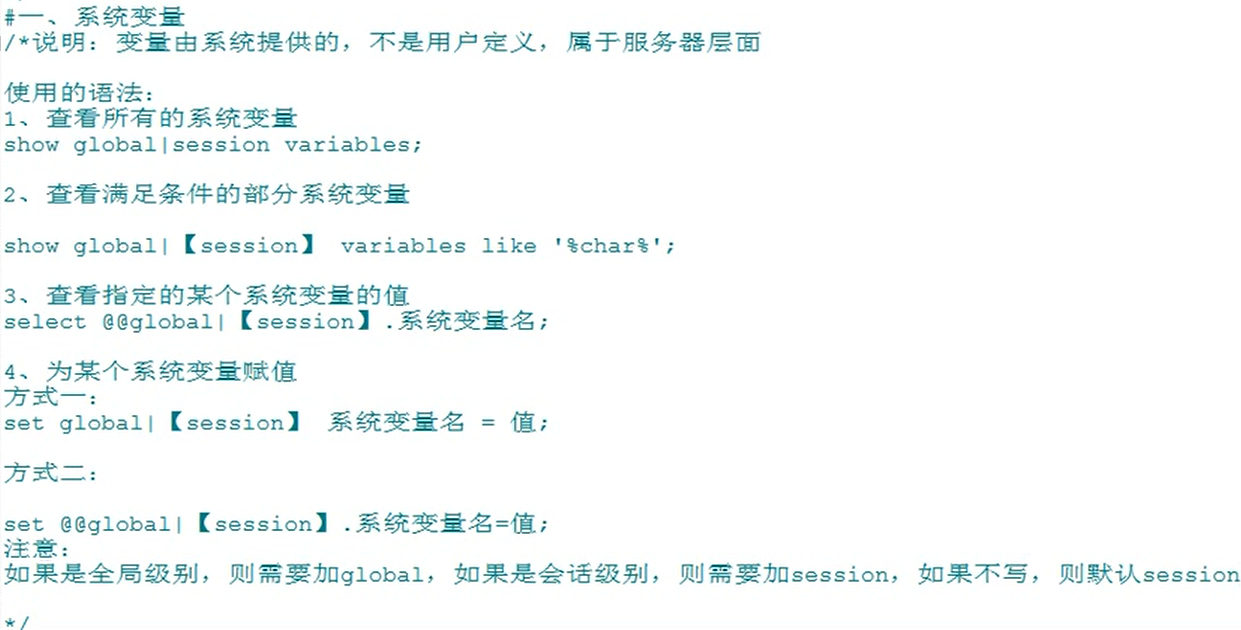 #一、系统变量
/*说明：变量由系统提供的，不是用户定义，属于服务器层面
使用的语法：
1、查看所有的系统变量
show global|session variables;
2、查看满足条件的部分系统变量
show global|【session】 variables like '%char%';
3、查看指定的某个系统变量的值
select @@global|【session】.系统变量名;
4、为某个系统变量赋值
方式一：
set global|【session】 系统变量名 = 值;
方式二：
set @@global|【session】.系统变量名=值;
注意：
如果是全局级别，则需要加global，如果是会话级别，则需要加session，如果不写，则默认session
*/